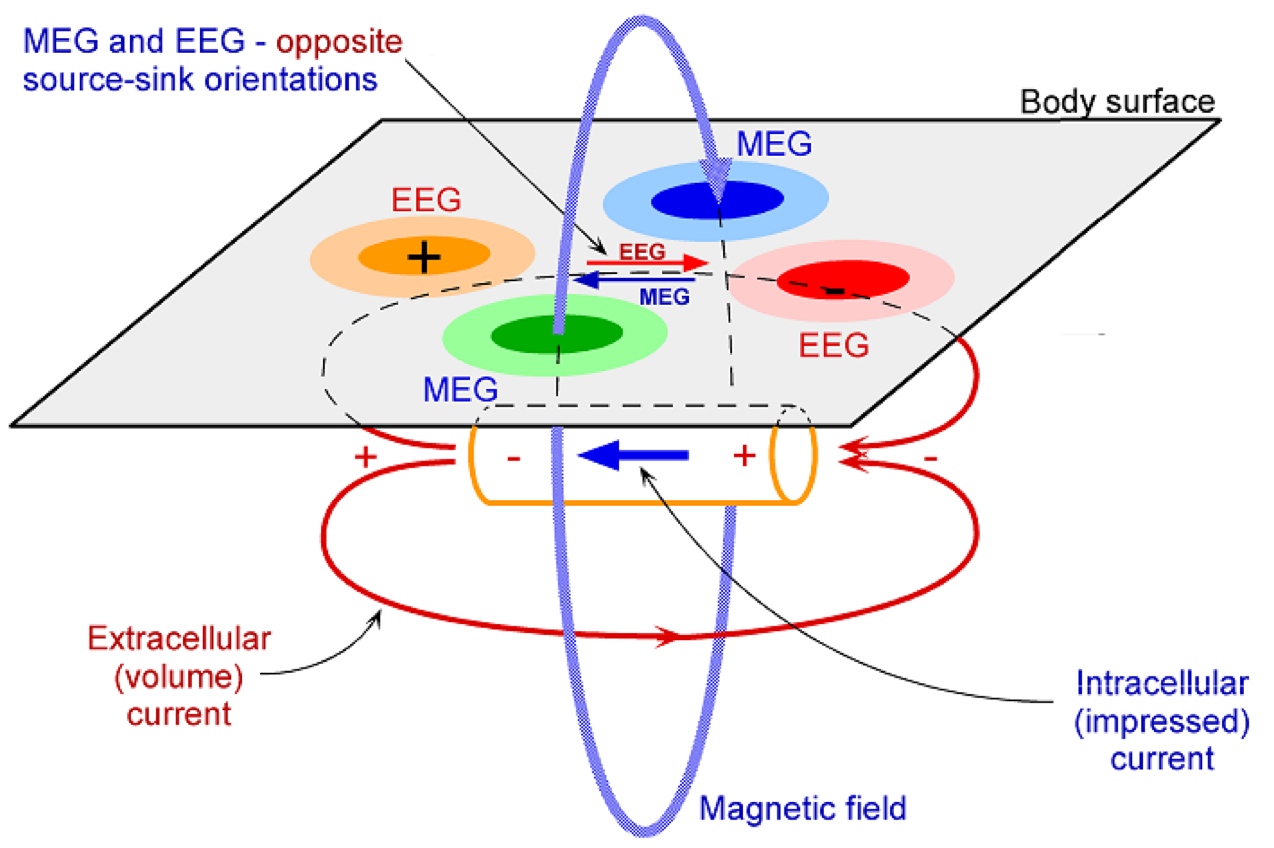 MEG and EEG - opposite
source-sink orientations
Body surface
MEG
EEG
+
EEG
MEG
-
EEG
MEG
+
-
+
-
Extracellular
(volume)
current
Intracellular
(impressed)
current
Magnetic field